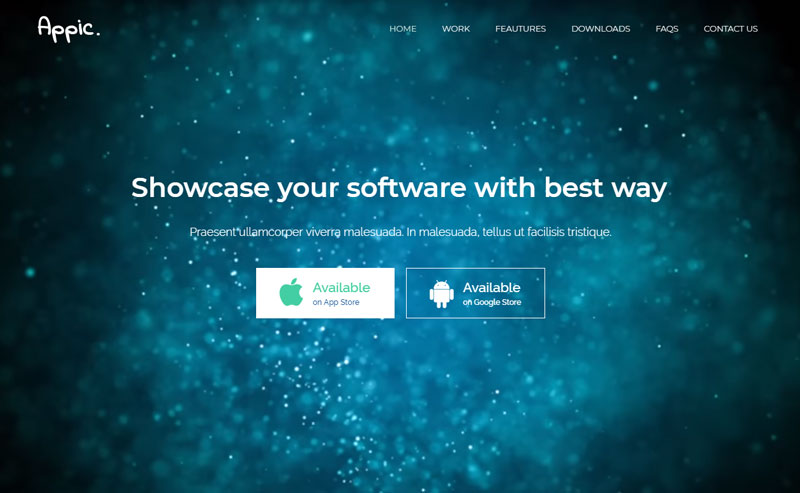 Appic.
HOME WORK FEAUTURES DOWNLOADS FAQS CONTACT US
Showcase your software with best way
Praesent ullamcorper viverra malesuada. In malesuada, tellus ut facilisis tristique.
Available
on App Store
Available
on Google Store